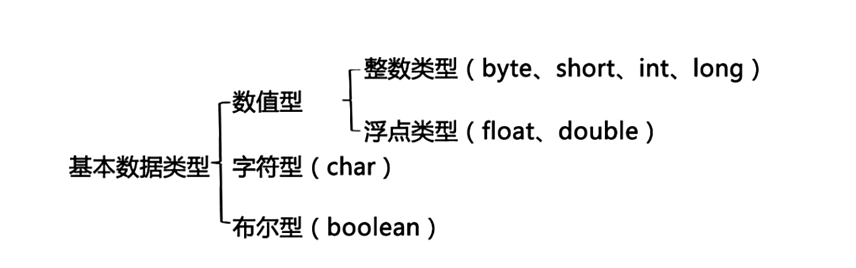 整数类型（byte、short、int、long）
数值型
浮点类型（float、double）
基本数据类型
字符型（char）
布尔型（boolean）